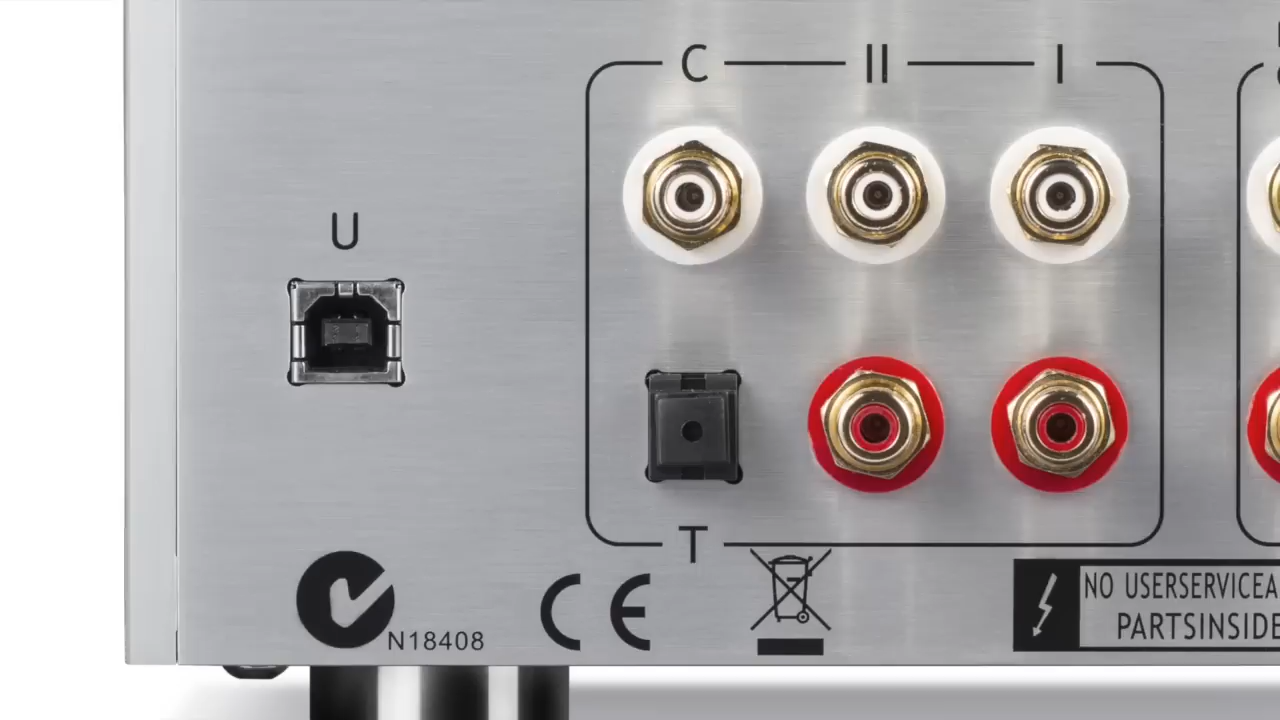 C II I
U
T
N18408
CE
NO USERSERVICEA
PARTSINSIDE